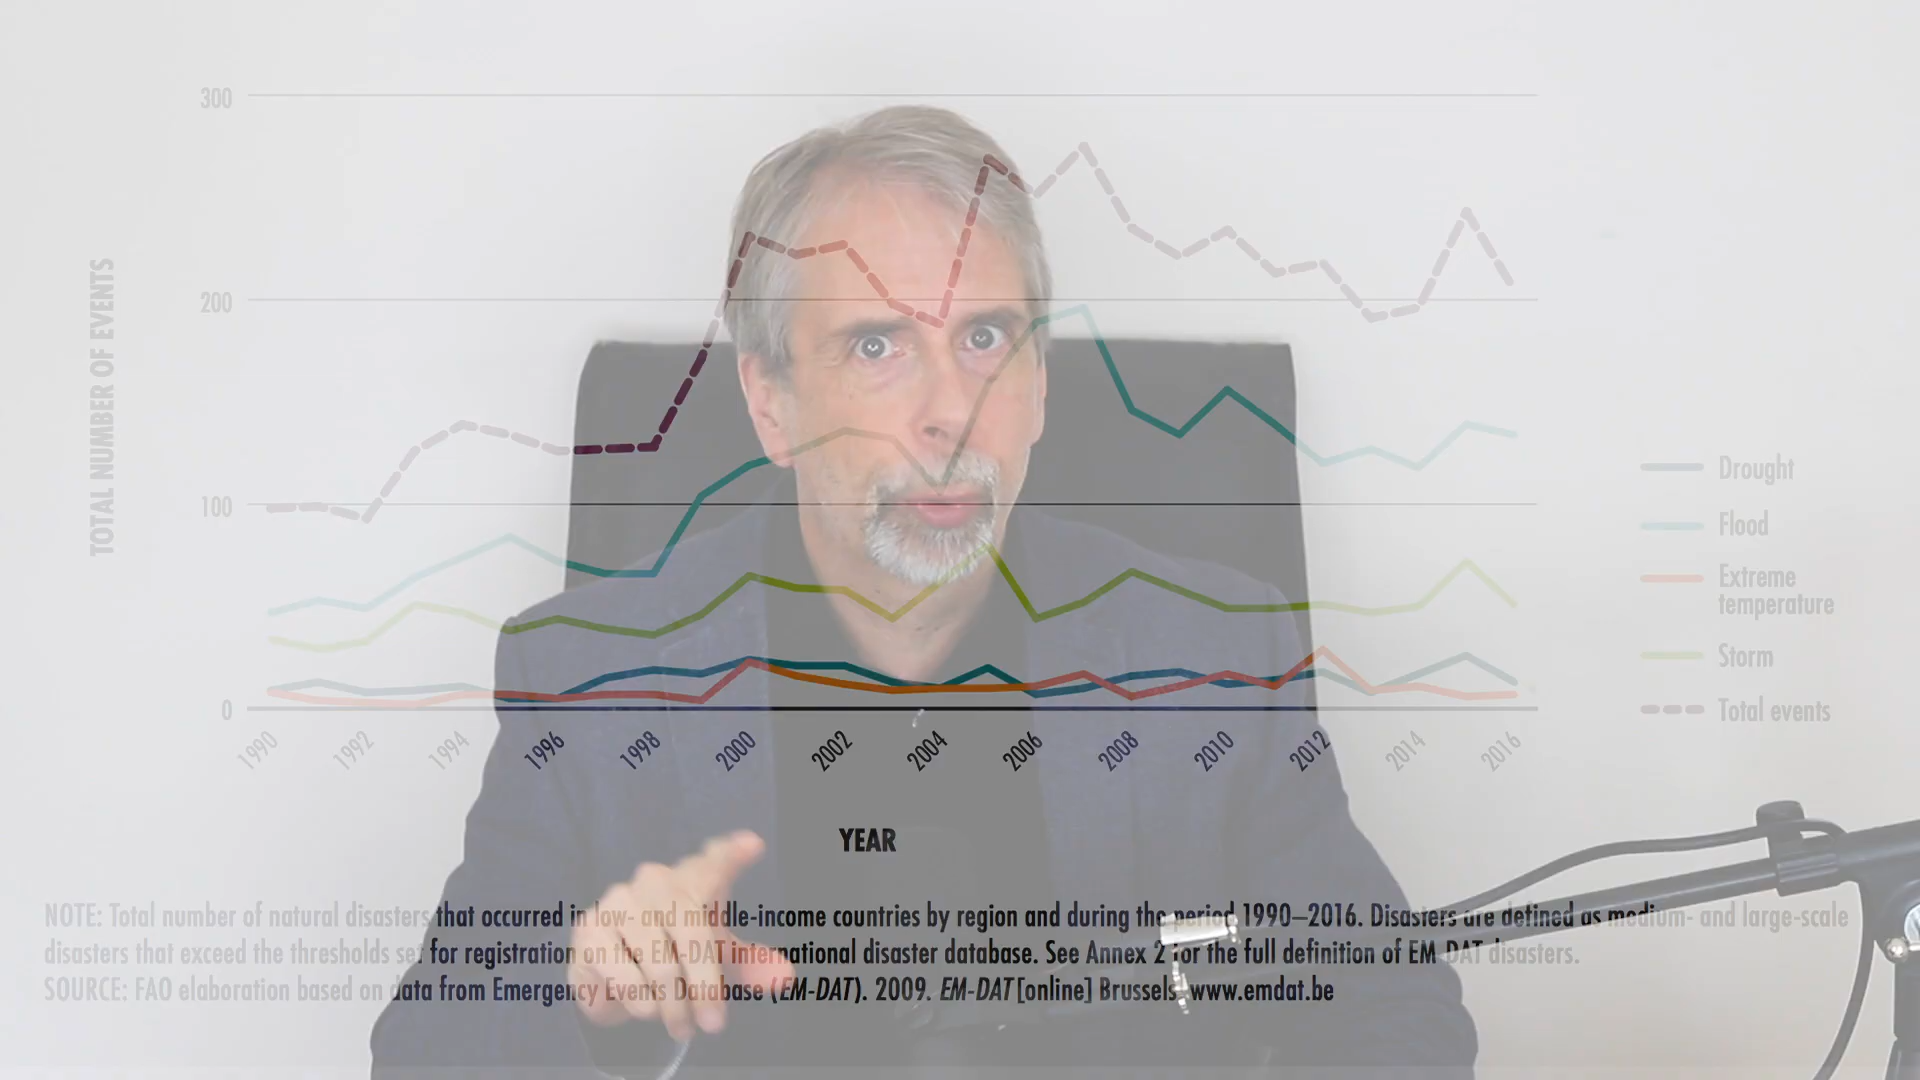 300
200
100
0
TOTAL NUMBER OF EVENTS
1990
1992
1994
1996
1998
2000
2002
2004
2006
2008
2010
2012
2014
2016
YEAR
Drought
Flood
Extreme
temperature
Storm
Total events
NOTE: Total number of natural disasters that occurred in low- and middle-income countries by region and during the period 1990–2016. Disasters are defined as medium- and large-scale
disasters that exceed the thresholds set for registration on the EM-DAT international disaster database. See Annex 2 for the full definition of EM DAT disasters.
SOURCE: FAO elaboration based on data from Emergency Events Database (EM-DAT). 2009. EM-DAT [online] Brussels. www.emdat.be